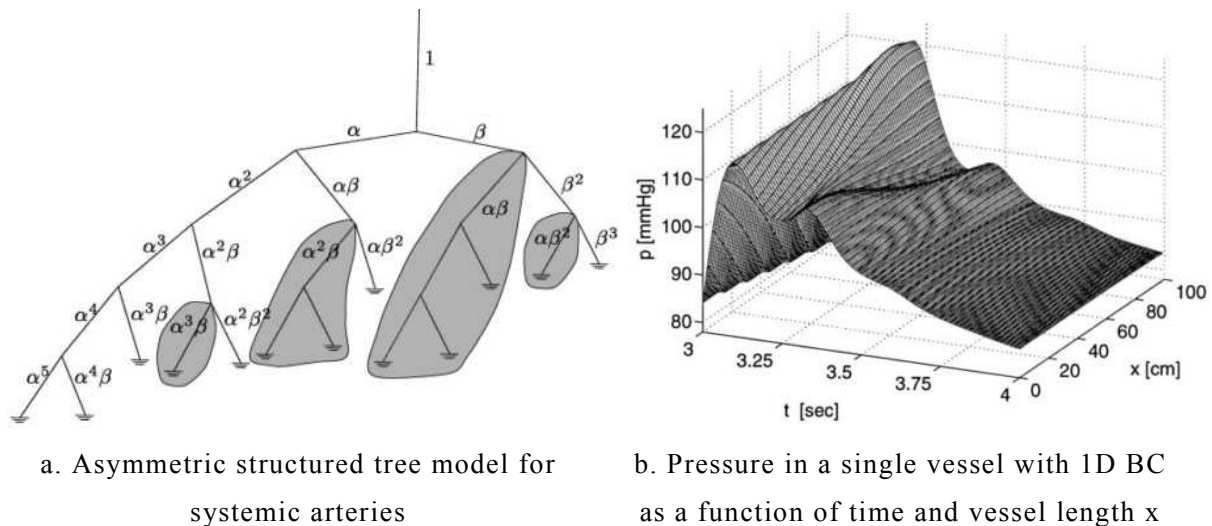 1
α
β
α²
αβ
αβ
β²
α³
α²β
α²β
αβ²
αβ²
β³
α⁴
α³β
α³β
α²β²
α⁵
α⁴β
p [mmHg]
120
110
100
90
80
3
3.25
3.5
3.75
4
t [sec]
0
20
40
60
80
100
x [cm]
a. Asymmetric structured tree model for
systemic arteries
b. Pressure in a single vessel with 1D BC
as a function of time and vessel length x